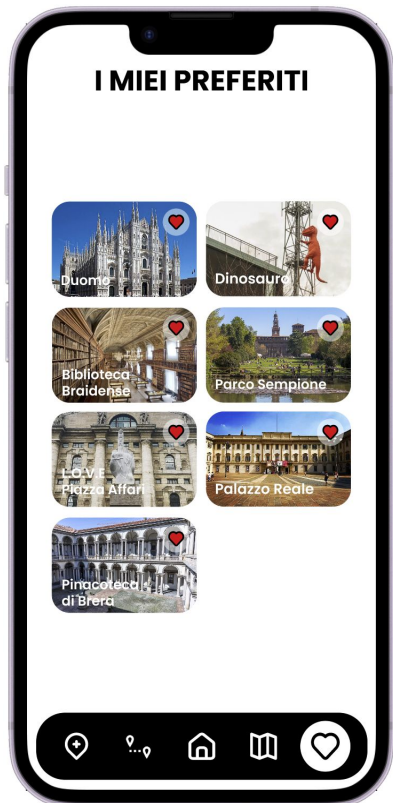 I MIEI PREFERITI
Duomo
Dinosauro
Biblioteca
Braidense
Parco Sempione
L.O.V.E
Piazza Affari
Palazzo Reale
Pinacoteca
di Brera